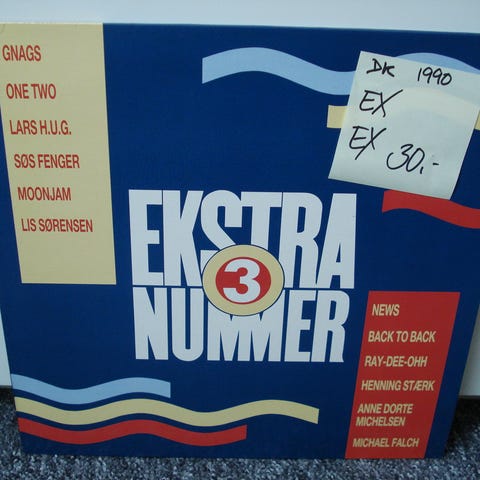 GNAGS
ONE TWO
LARS H.U.G.
SØS FENGER
MOONJAM
LIS SØRENSEN
DK 1990
EX
EX 30,-
EKSTRA
3
NUMMER
NEWS
BACK TO BACK
RAY-DEE-OHH
HENNING STÆRK
ANNE DORTE
MICHELSEN
MICHAEL FALCH